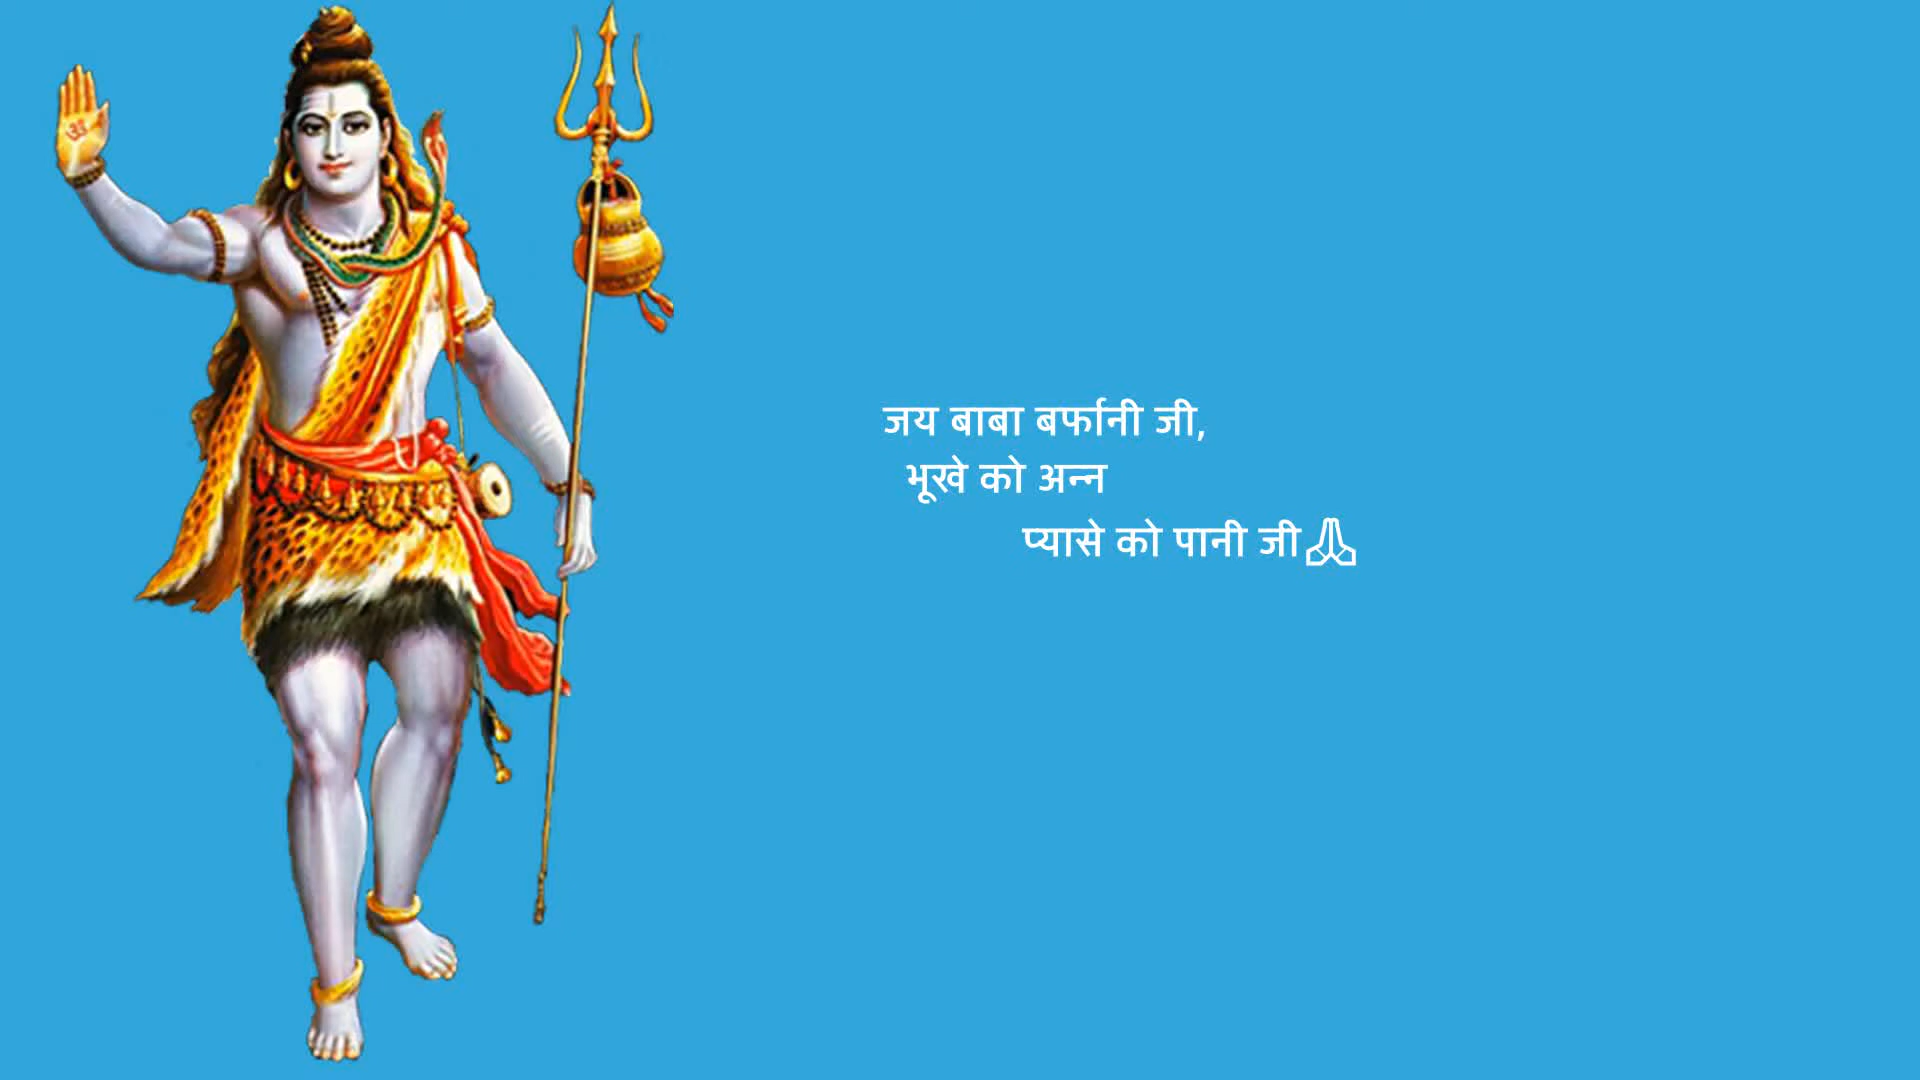 ॐ
जय बाबा बर्फानी जी,
भूखे को अन्न
प्यासे को पानी जी🙏